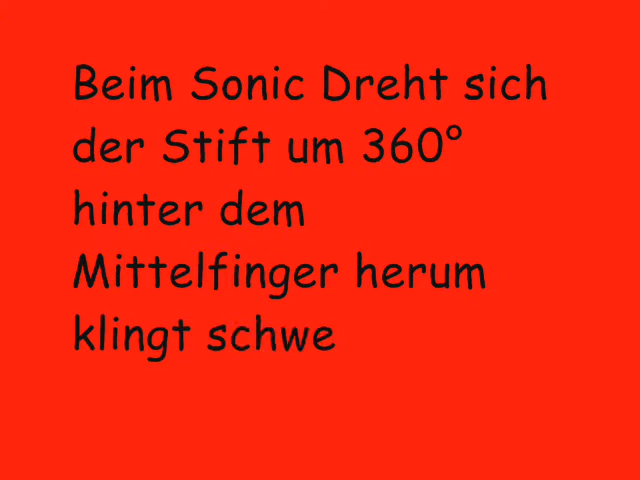 Beim Sonic Dreht sich
der Stift um 360°
hinter dem
Mittelfinger herum
klingt schwe